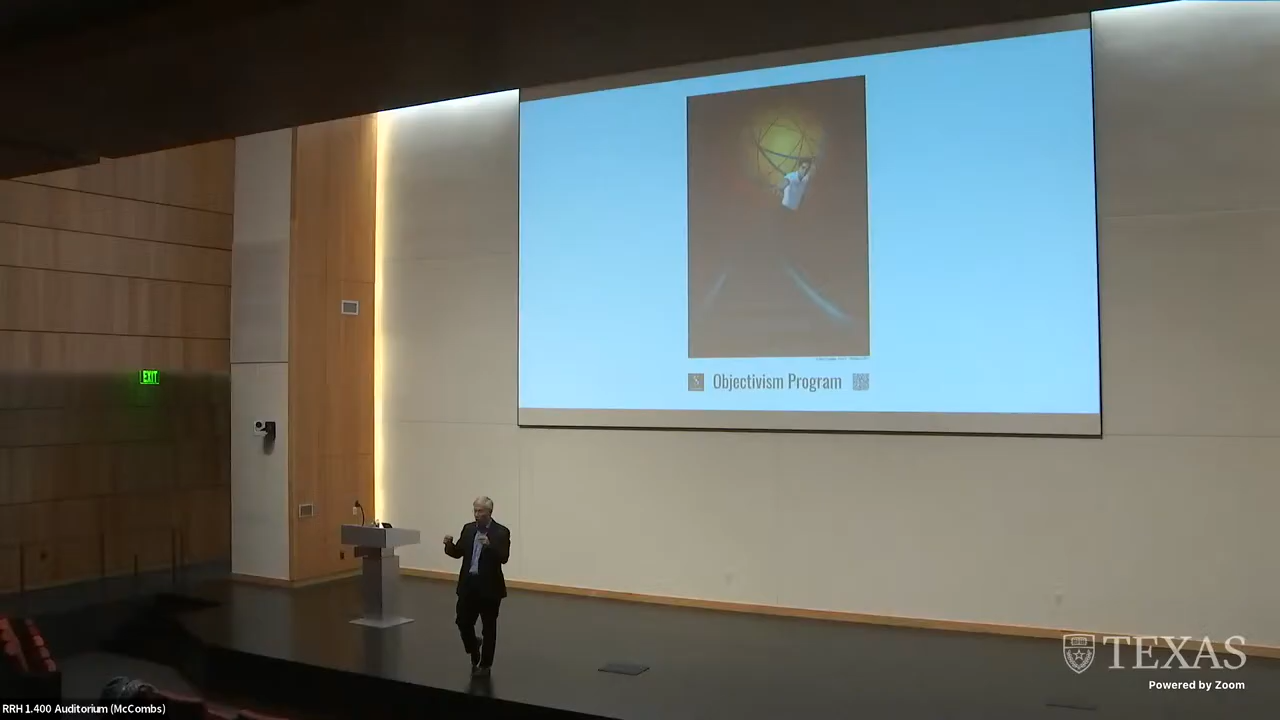 EXIT
Objectivism Program
TEXAS
Powered by Zoom
RRH 1.400 Auditorium (McCombs)